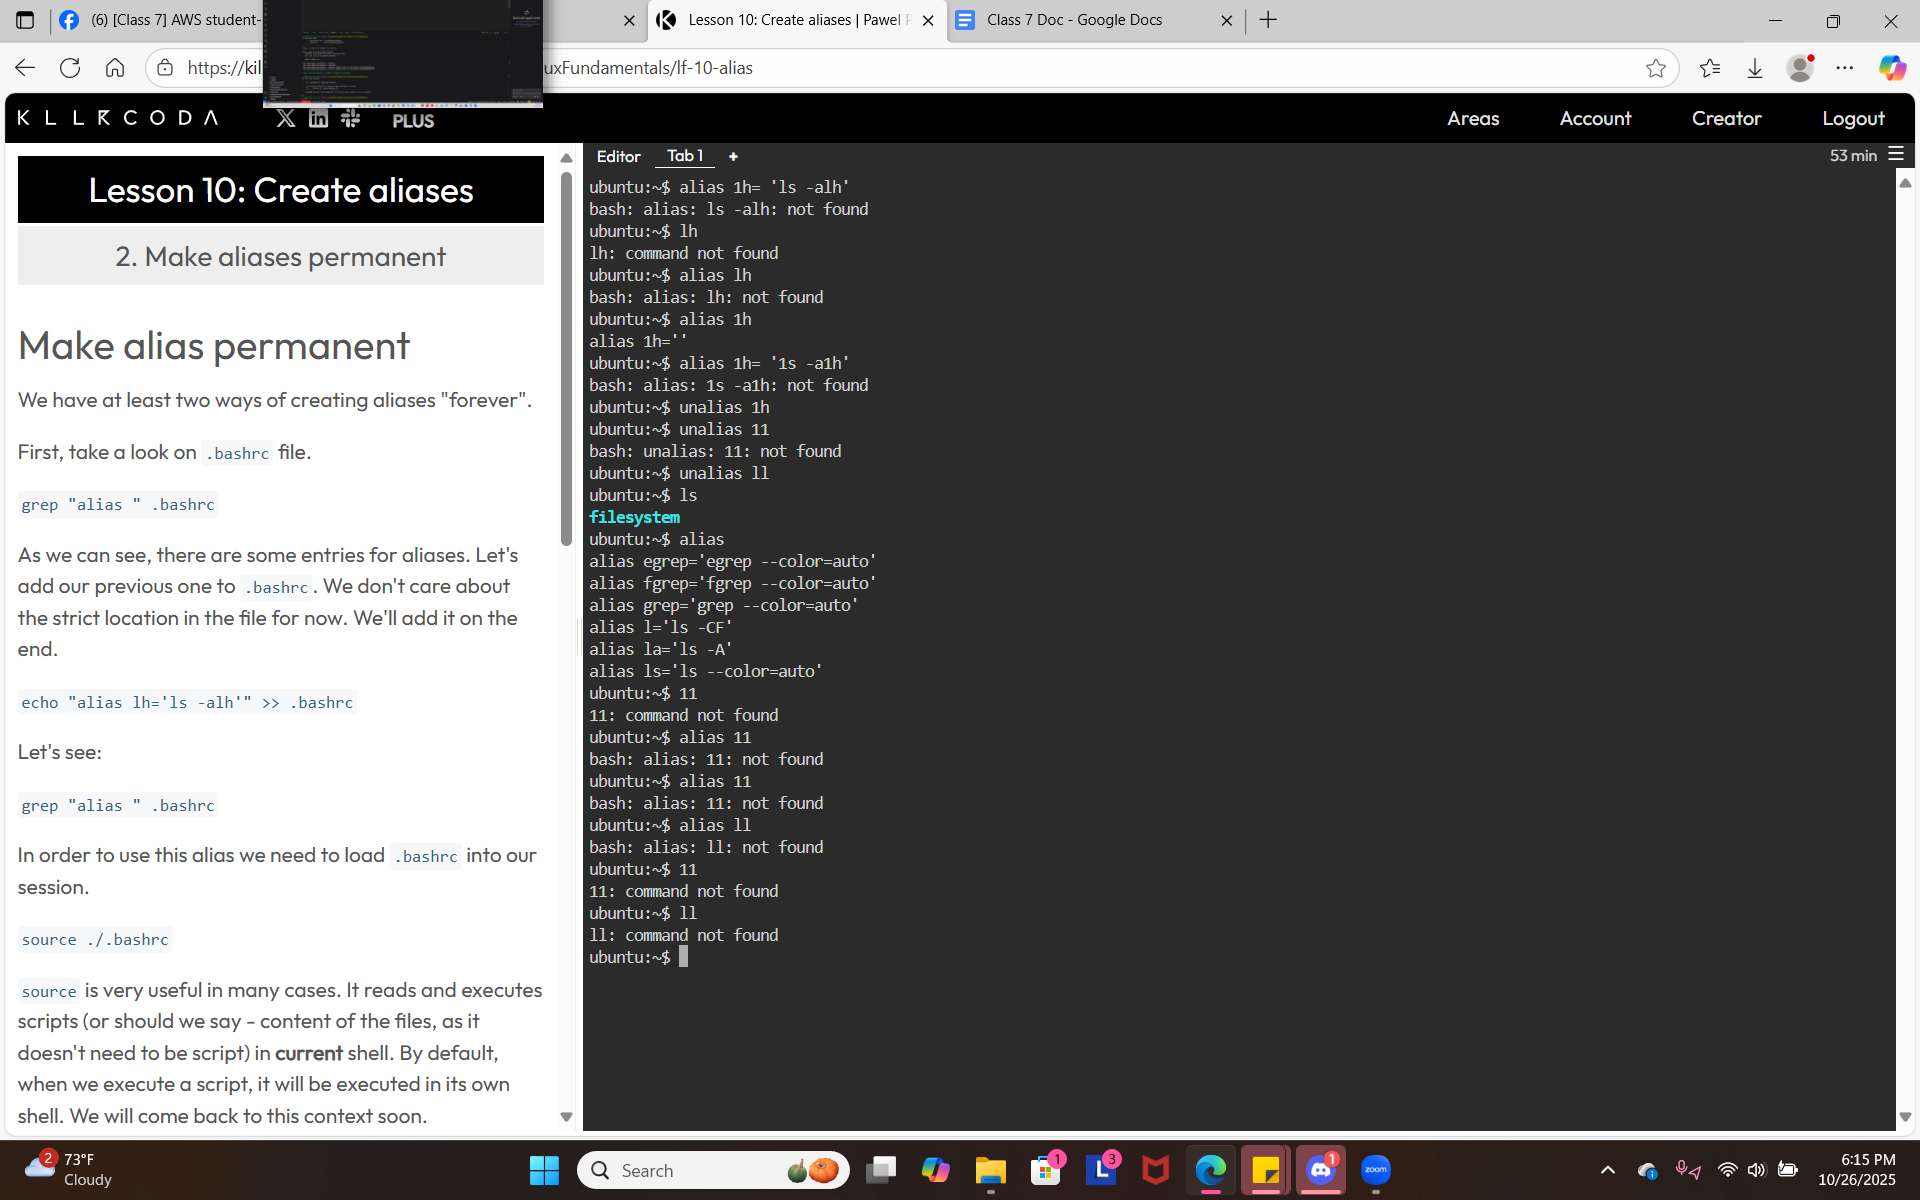 (6) [Class 7] AWS student-
Lesson 10: Create aliases | Pawel P
Class 7 Doc - Google Docs
https://kil
uxFundamentals/lf-10-alias
KLLRCODA
PLUS
Areas
Account
Creator
Logout
Lesson 10: Create aliases
2. Make aliases permanent
Make alias permanent
We have at least two ways of creating aliases "forever".
First, take a look on .bashrc file.
grep "alias " .bashrc
As we can see, there are some entries for aliases. Let's
add our previous one to .bashrc. We don't care about
the strict location in the file for now. We'll add it on the
end.
echo "alias lh='ls -alh'" >> .bashrc
Let's see:
grep "alias " .bashrc
In order to use this alias we need to load .bashrc into our
session.
source ./.bashrc
source is very useful in many cases. It reads and executes
scripts (or should we say - content of the files, as it
doesn't need to be script) in current shell. By default,
when we execute a script, it will be executed in its own
shell. We will come back to this context soon.
Editor
Tab 1
+
53 min
ubuntu:~$ alias 1h= 'ls -alh'
bash: alias: ls -alh: not found
ubuntu:~$ lh
lh: command not found
ubuntu:~$ alias lh
bash: alias: lh: not found
ubuntu:~$ alias 1h
alias 1h=''
ubuntu:~$ alias 1h= '1s -a1h'
bash: alias: 1s -a1h: not found
ubuntu:~$ unalias 1h
ubuntu:~$ unalias 11
bash: unalias: 11: not found
ubuntu:~$ unalias ll
ubuntu:~$ ls
filesystem
ubuntu:~$ alias
alias egrep='egrep --color=auto'
alias fgrep='fgrep --color=auto'
alias grep='grep --color=auto'
alias l='ls -CF'
alias la='ls -A'
alias ls='ls --color=auto'
ubuntu:~$ 11
11: command not found
ubuntu:~$ alias 11
bash: alias: 11: not found
ubuntu:~$ alias 11
bash: alias: 11: not found
ubuntu:~$ alias ll
bash: alias: ll: not found
ubuntu:~$ 11
11: command not found
ubuntu:~$ ll
ll: command not found
ubuntu:~$
2
73°F
Cloudy
Search
1
L
3
1
zoom
6:15 PM
10/26/2025